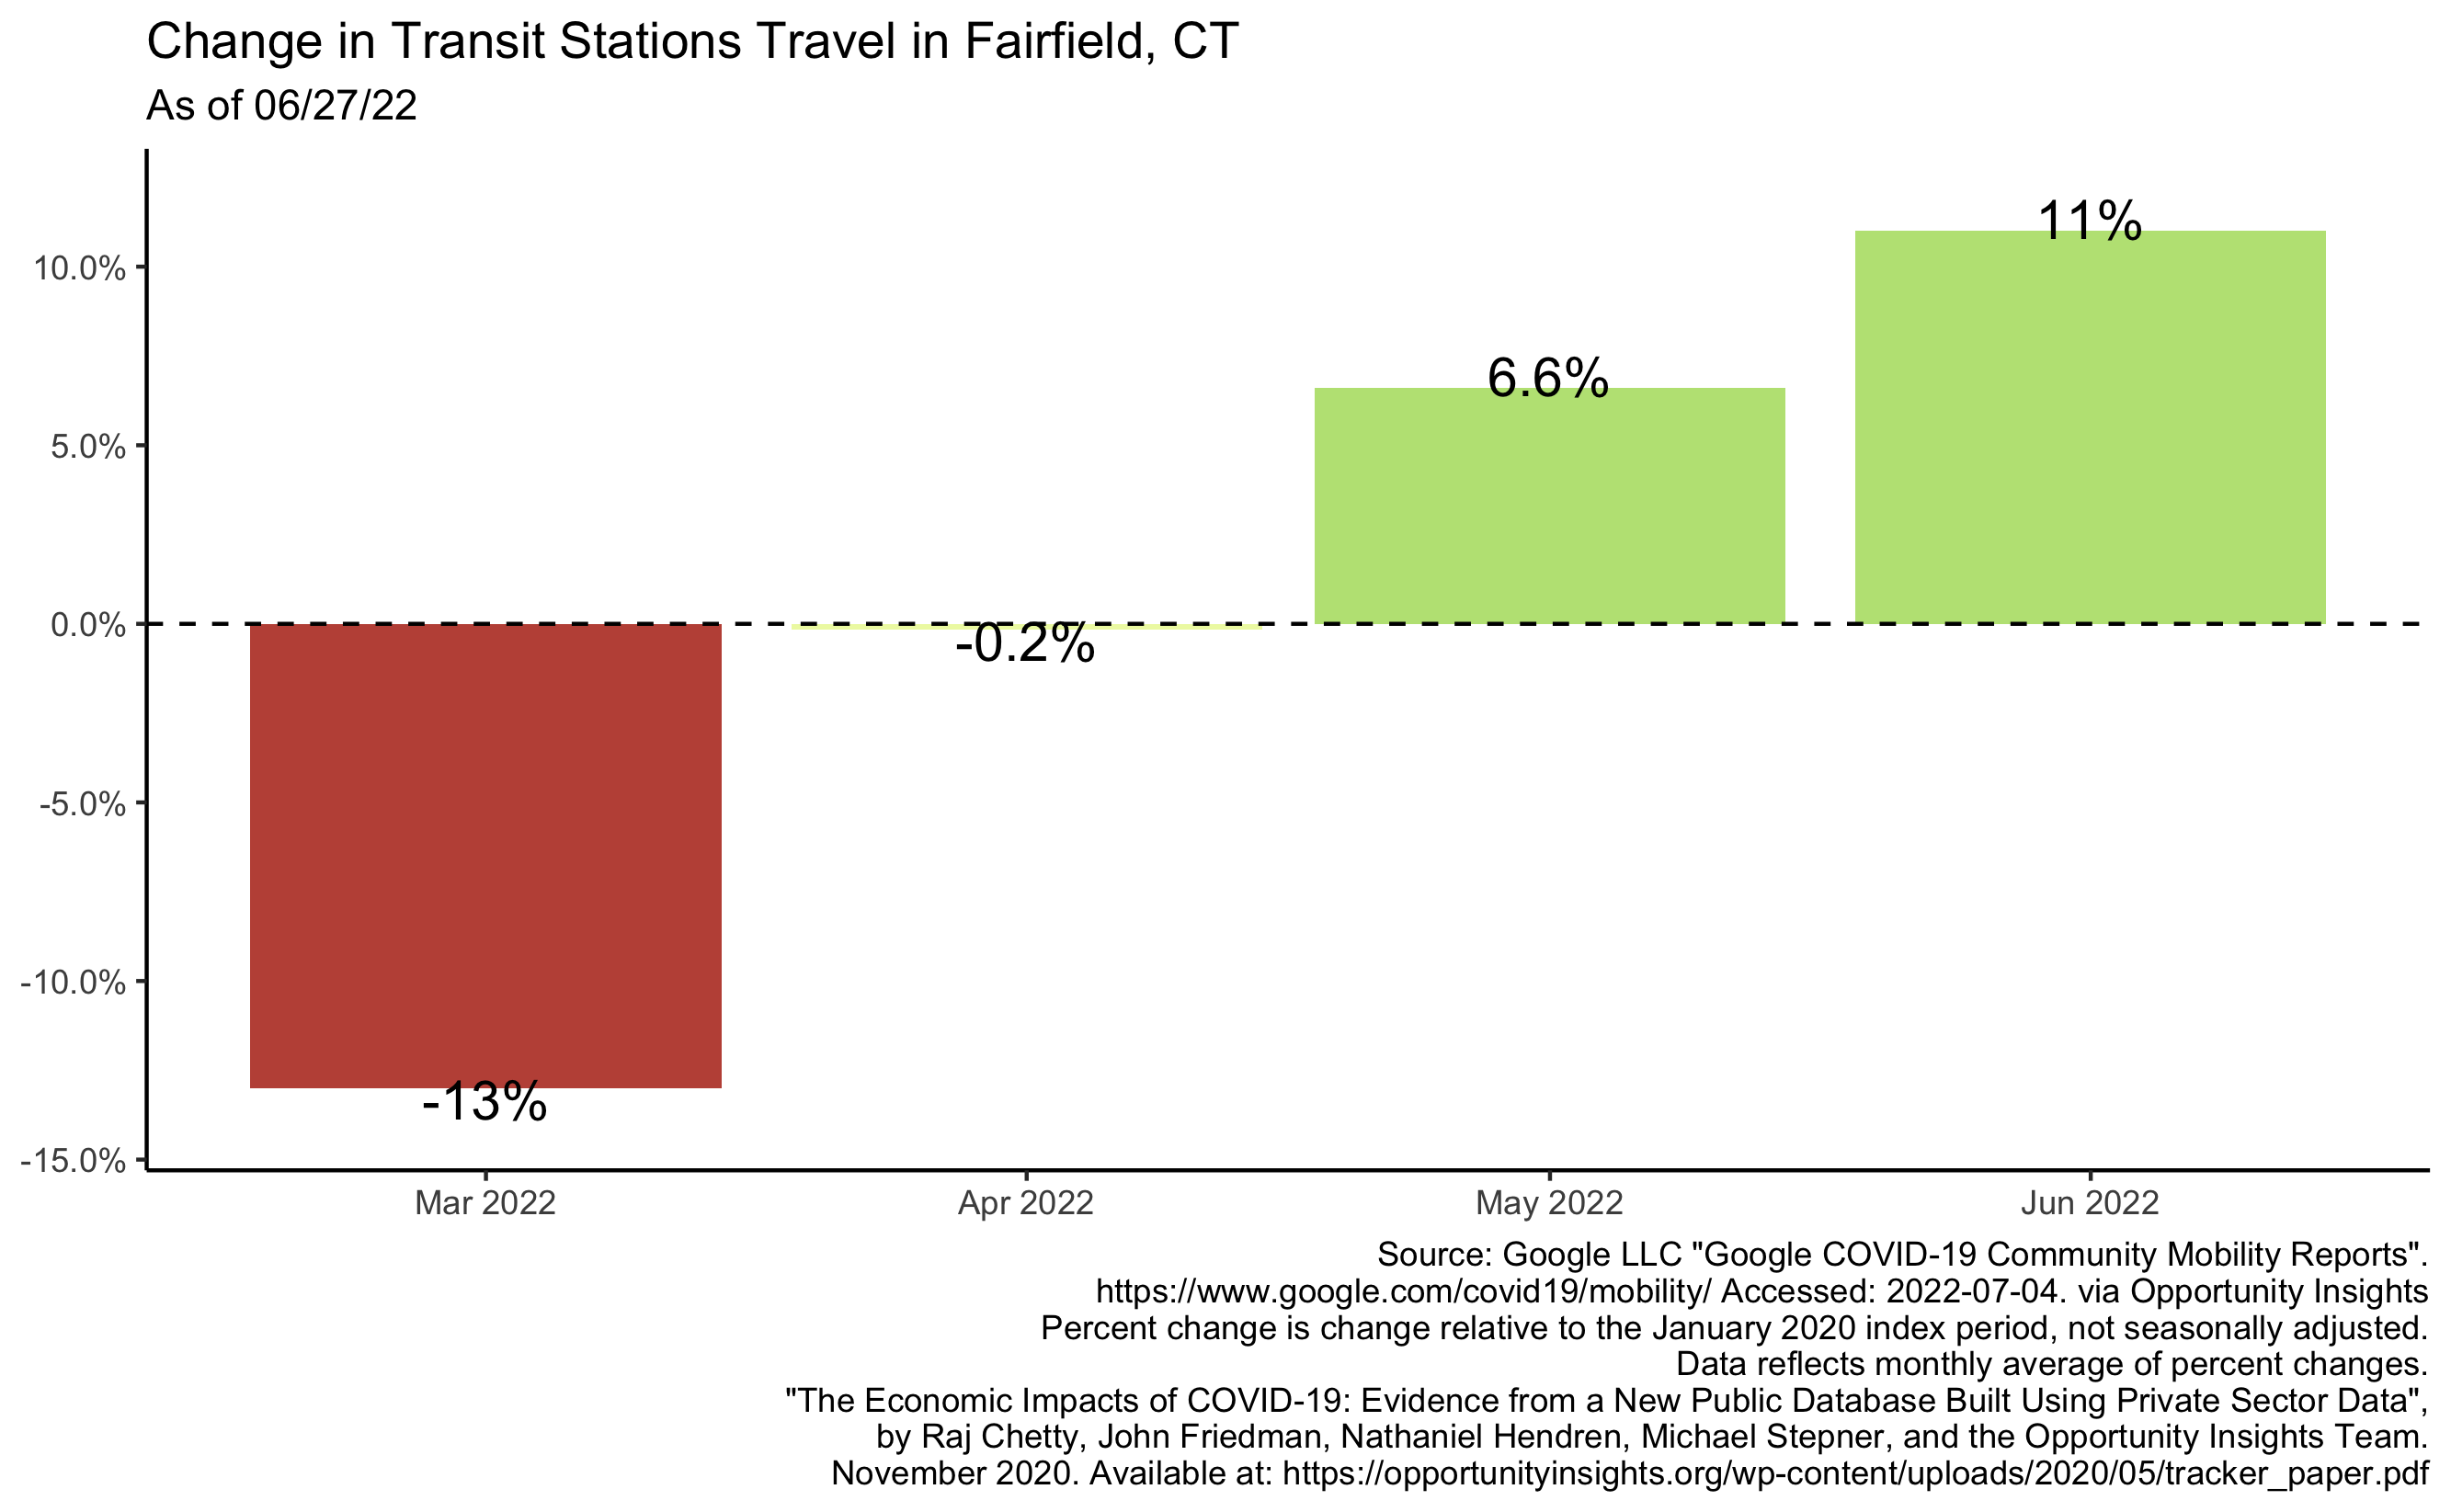 Change in Transit Stations Travel in Fairfield, CT
As of 06/27/22
10.0%
5.0%
0.0%
-5.0%
-10.0%
-15.0%
-13%
-0.2%
6.6%
11%
Mar 2022
Apr 2022
May 2022
Jun 2022
Source: Google LLC "Google COVID-19 Community Mobility Reports".
https://www.google.com/covid19/mobility/ Accessed: 2022-07-04. via Opportunity Insights
Percent change is change relative to the January 2020 index period, not seasonally adjusted.
Data reflects monthly average of percent changes.
"The Economic Impacts of COVID-19: Evidence from a New Public Database Built Using Private Sector Data",
by Raj Chetty, John Friedman, Nathaniel Hendren, Michael Stepner, and the Opportunity Insights Team.
November 2020. Available at: https://opportunityinsights.org/wp-content/uploads/2020/05/tracker_paper.pdf